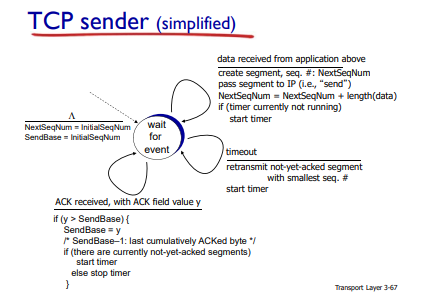 TCP sender (simplified)
data received from application above
create segment, seq. #: NextSeqNum
pass segment to IP (i.e., "send")
NextSeqNum = NextSeqNum + length(data)
if (timer currently not running)
start timer
Λ
NextSeqNum = InitialSeqNum
SendBase = InitialSeqNum
wait
for
event
timeout
retransmit not-yet-acked segment
with smallest seq. #
start timer
ACK received, with ACK field value y
if (y > SendBase) {
SendBase = y
/* SendBase–1: last cumulatively ACKed byte */
if (there are currently not-yet-acked segments)
start timer
else stop timer
}
Transport Layer 3-67